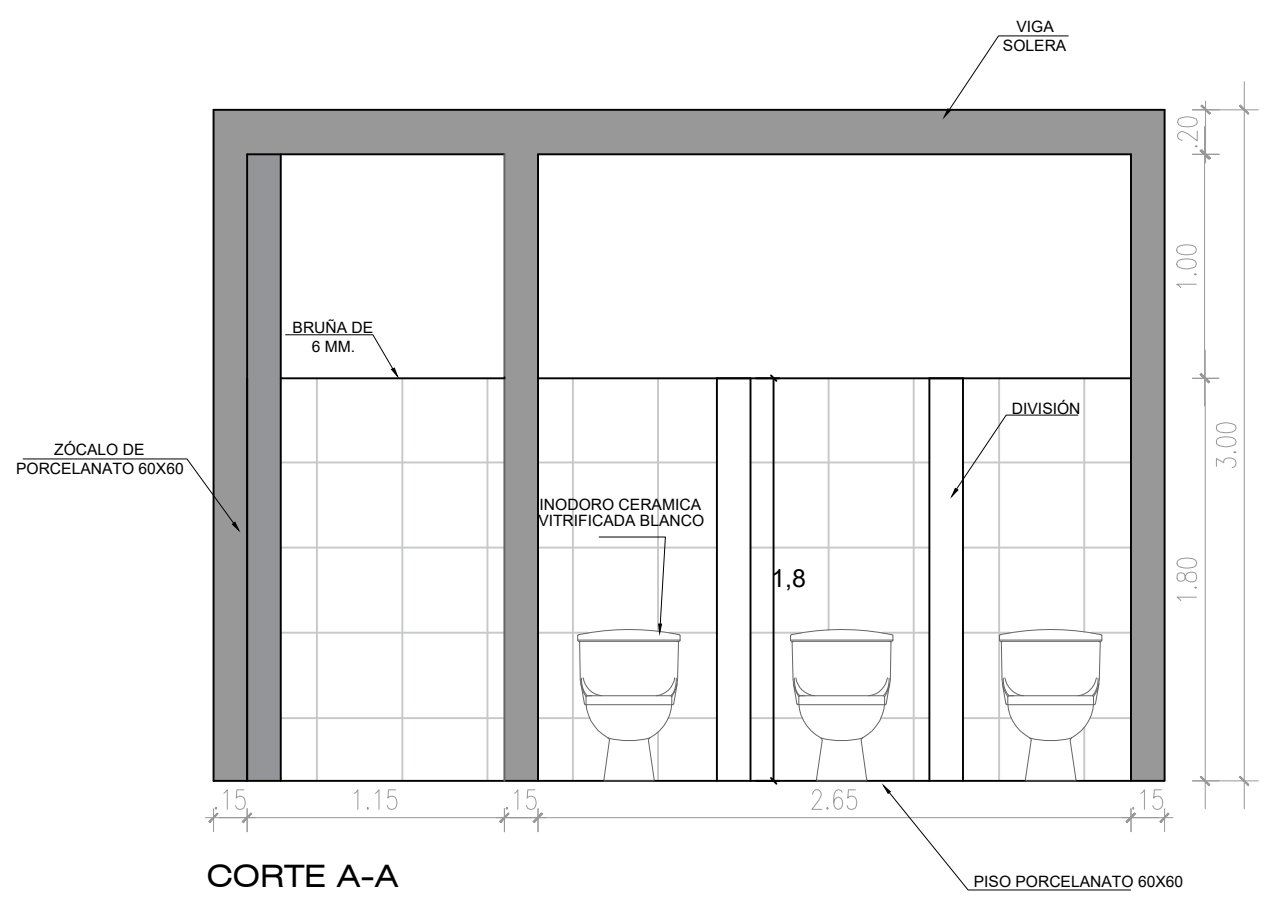 VIGA
SOLERA
.20
1.00
BRUÑA DE
6 MM.
DIVISIÓN
3.00
ZÓCALO DE
PORCELANATO 60X60
INODORO CERAMICA
VITRIFICADA BLANCO
1,8
1.80
.15
1.15
.15
2.65
.15
CORTE A-A
PISO PORCELANATO 60X60